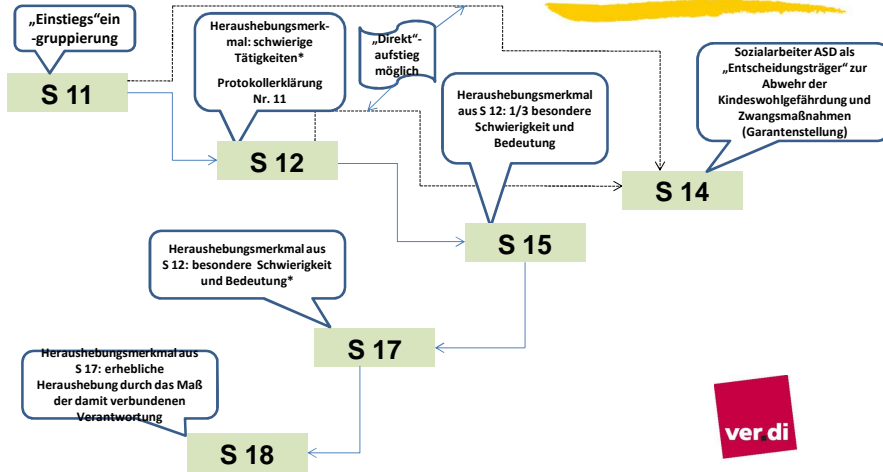 „Einstiegs"ein
-gruppierung
S 11
Heraushebungsmerk-
mal: schwierige
Tätigkeiten*
Protokollerklärung
Nr. 11
S 12
„Direkt"-
aufstieg
möglich
Heraushebungsmerkmal
aus S 12: 1/3 besondere
Schwierigkeit und
Bedeutung
S 15
Sozialarbeiter ASD als
„Entscheidungsträger" zur
Abwehr der
Kindeswohlgefährdung und
Zwangsmaßnahmen
(Garantenstellung)
S 14
Heraushebungsmerkmal aus
S 12: besondere Schwierigkeit
und Bedeutung*
S 17
Heraushebungsmerkmal aus
S 17: erhebliche
Heraushebung durch das Maß
der damit verbundenen
Verantwortung
S 18
ver.di